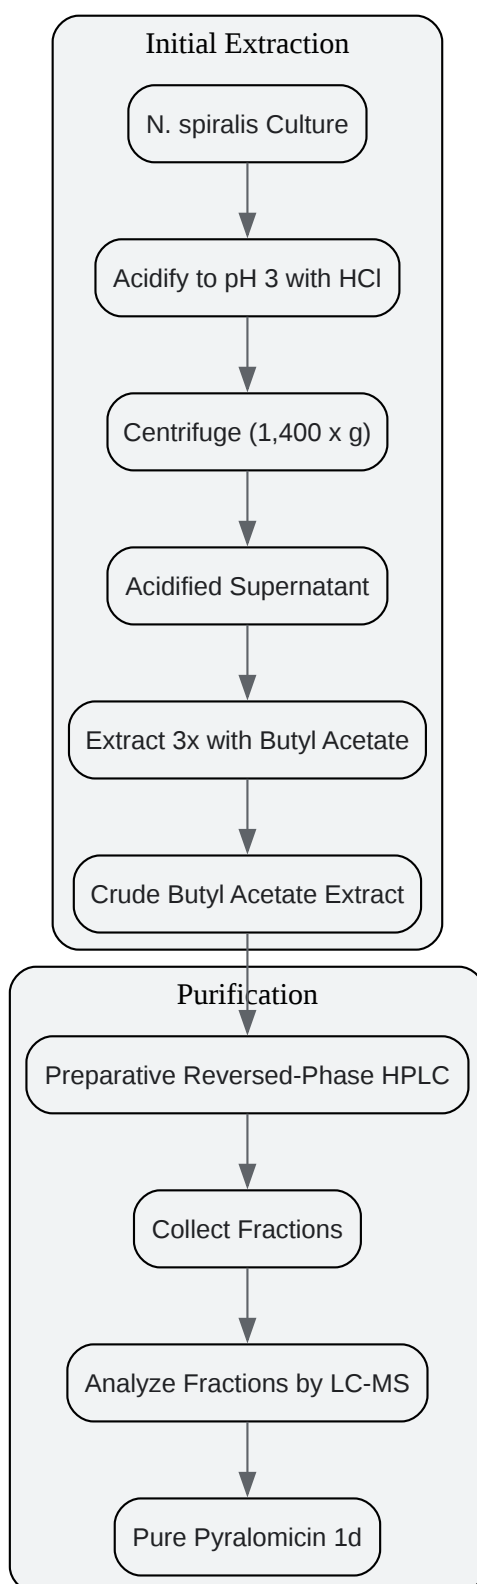 Initial Extraction
N. spiralis Culture
Acidify to pH 3 with HCl
Centrifuge (1,400 x g)
Acidified Supernatant
Extract 3x with Butyl Acetate
Crude Butyl Acetate Extract
Purification
Preparative Reversed-Phase HPLC
Collect Fractions
Analyze Fractions by LC-MS
Pure Pyralomicin 1d